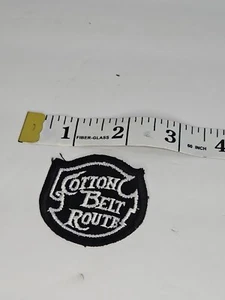 1 FIBER-GLASS 2 3 60 INCH 4
COTTON
BELT
ROUTE